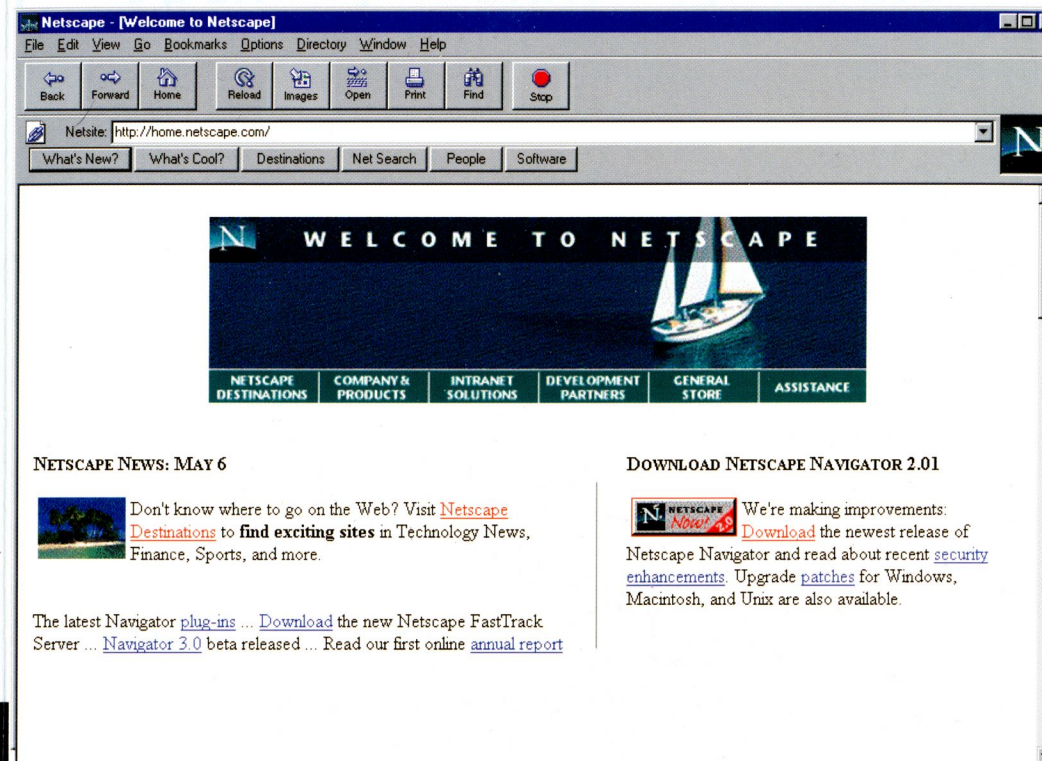 Netscape - [Welcome to Netscape]
File Edit View Go Bookmarks Options Directory Window Help
Back Forward Home Reload Images Open Print Find Stop
Netsite: http://home.netscape.com/
N
What's New? What's Cool? Destinations Net Search People Software
N WELCOME TO NETSCAPE
NETSCAPE DESTINATIONS
COMPANY & PRODUCTS
INTRANET SOLUTIONS
DEVELOPMENT PARTNERS
GENERAL STORE
ASSISTANCE
NETSCAPE NEWS: MAY 6
Don't know where to go on the Web? Visit Netscape
Destinations to find exciting sites in Technology News,
Finance, Sports, and more.
The latest Navigator plug-ins ... Download the new Netscape FastTrack
Server ... Navigator 3.0 beta released ... Read our first online annual report
DOWNLOAD NETSCAPE NAVIGATOR 2.01
N NETSCAPE Now! 2.0
We're making improvements:
Download the newest release of
Netscape Navigator and read about recent security
enhancements. Upgrade patches for Windows,
Macintosh, and Unix are also available.